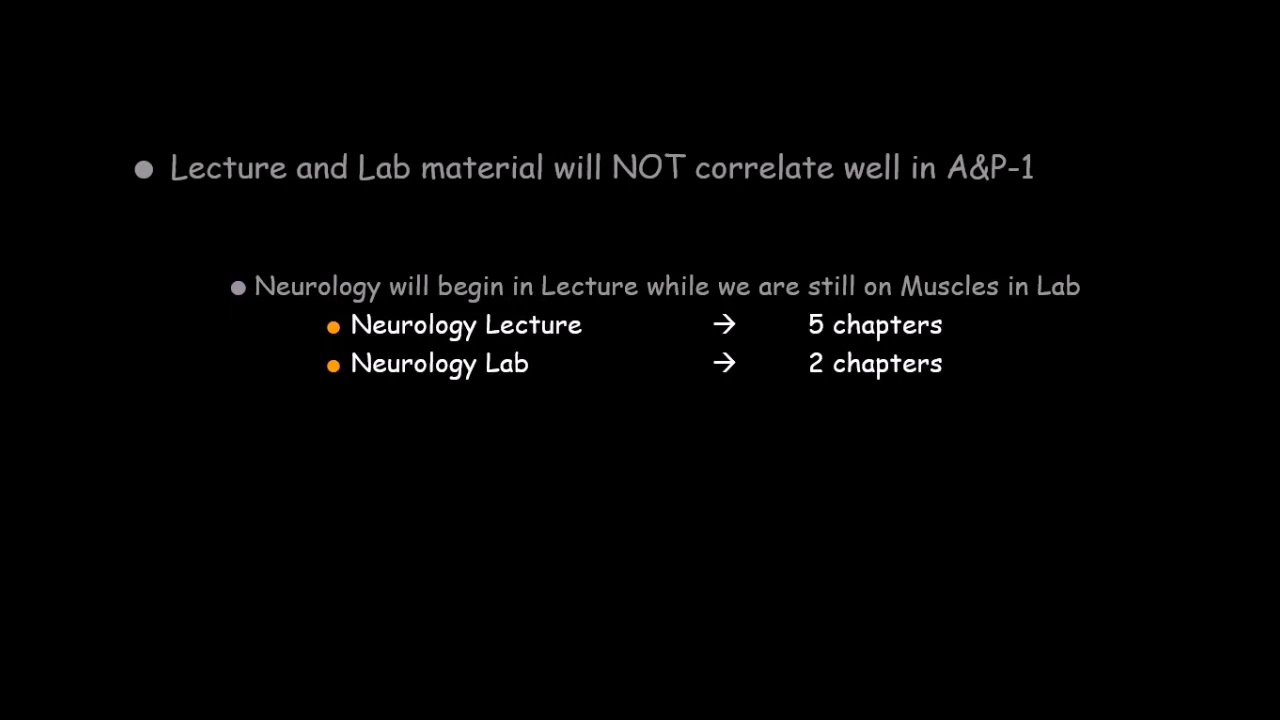 ● Lecture and Lab material will NOT correlate well in A&P-1
● Neurology will begin in Lecture while we are still on Muscles in Lab
● Neurology Lecture → 5 chapters
● Neurology Lab → 2 chapters